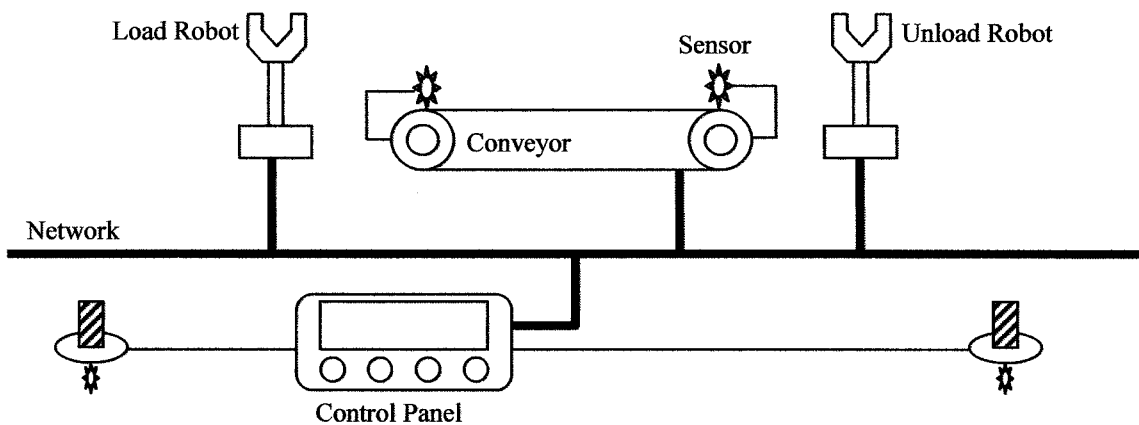 Load Robot
Sensor
Unload Robot
Conveyor
Network
Control Panel